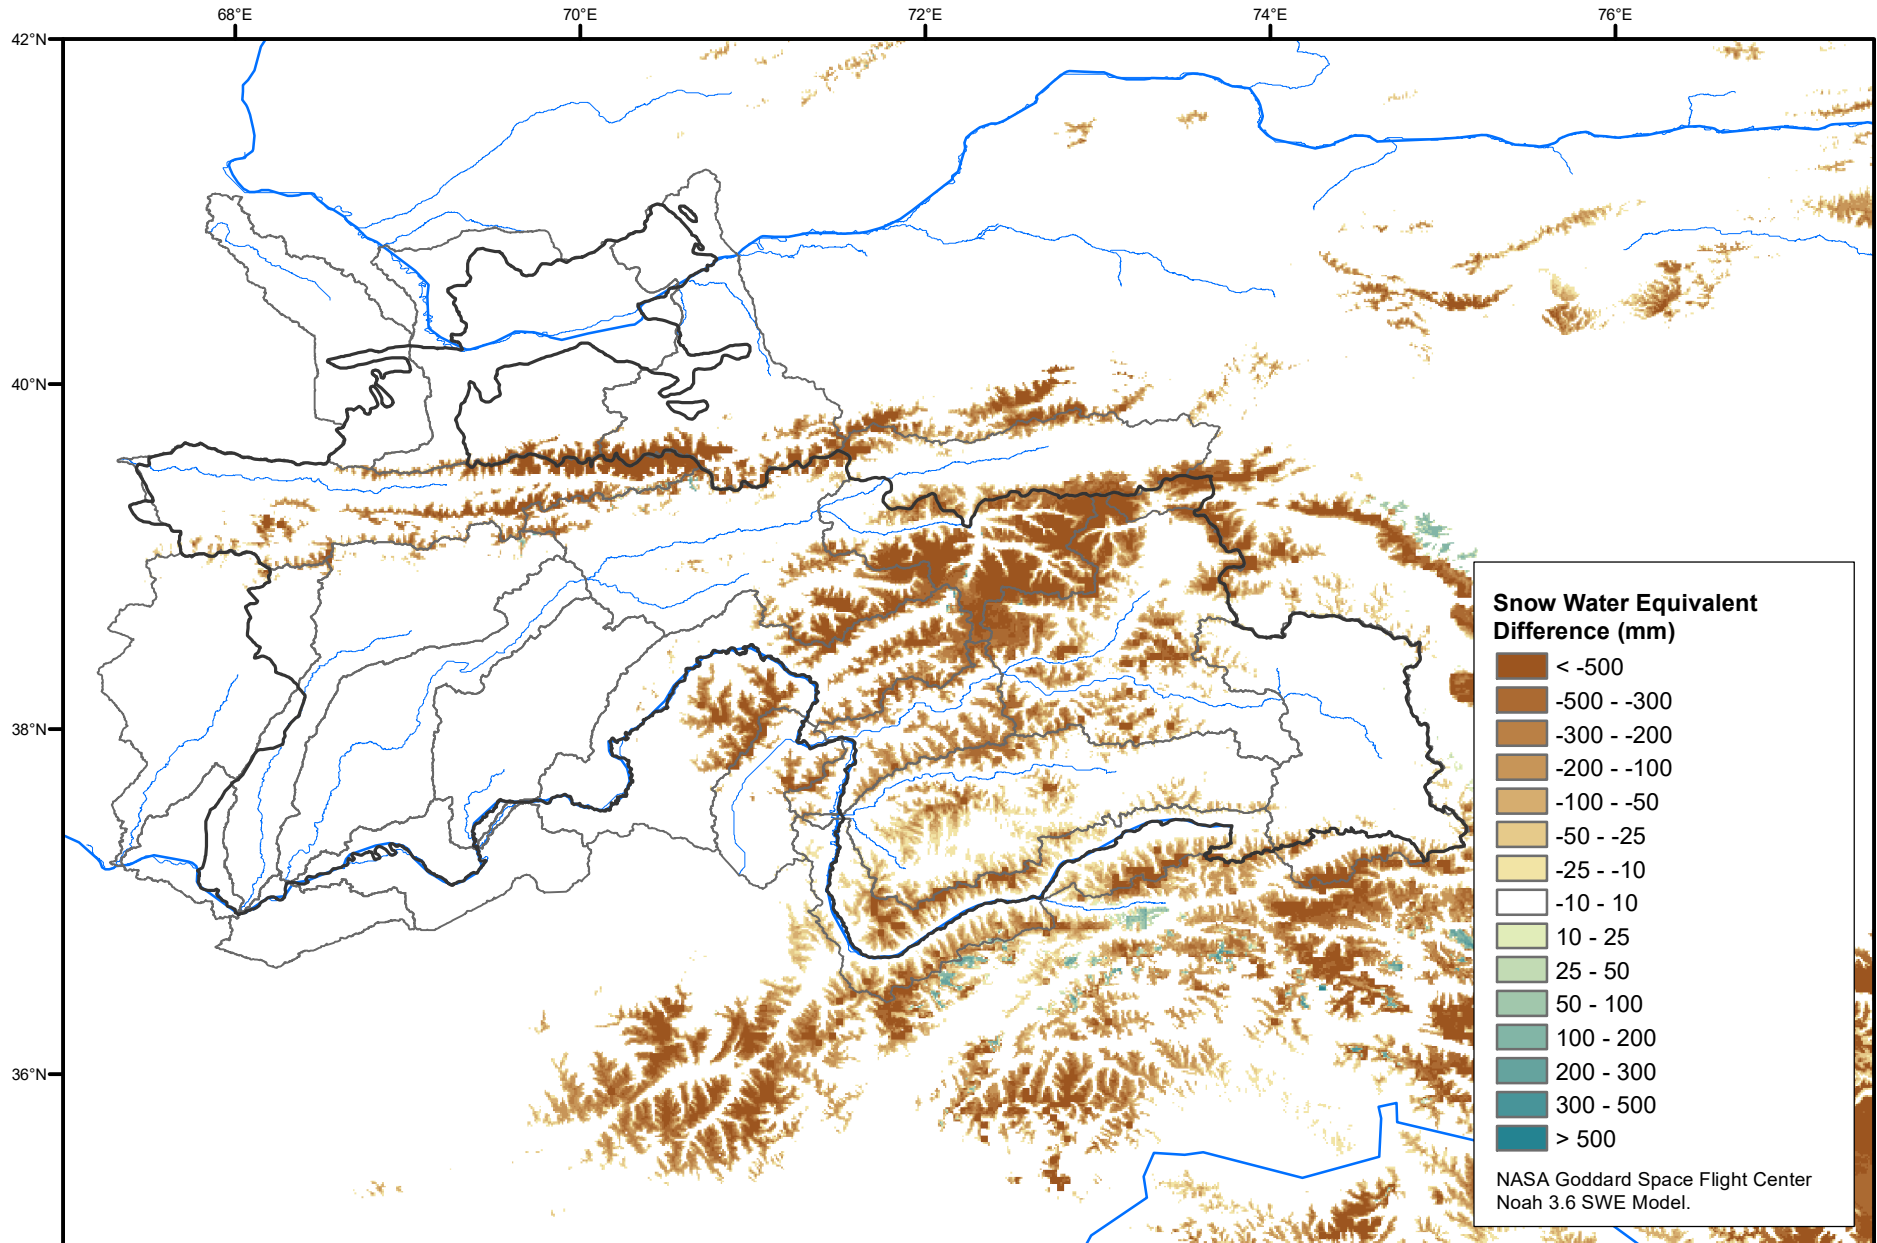 68°E 70°E 72°E 74°E 76°E
42°N
40°N
38°N
36°N
Snow Water Equivalent
Difference (mm)
< -500
-500 - -300
-300 - -200
-200 - -100
-100 - -50
-50 - -25
-25 - -10
-10 - 10
10 - 25
25 - 50
50 - 100
100 - 200
200 - 300
300 - 500
> 500
NASA Goddard Space Flight Center
Noah 3.6 SWE Model.